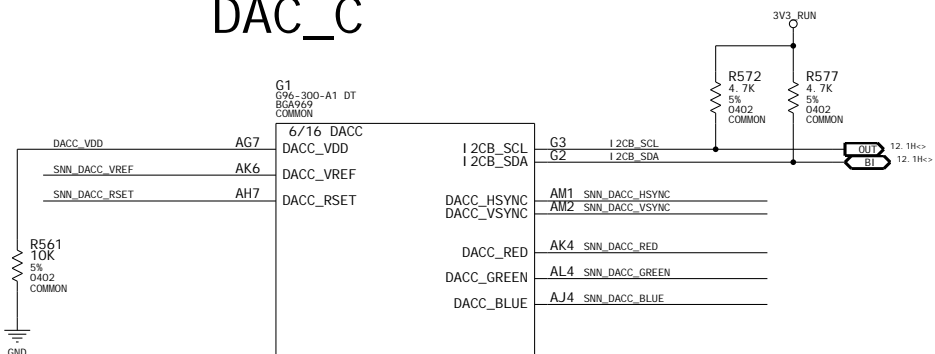 DAC_C
3V3_RUN
R572
4.7K
5%
0402
COMMON
R577
4.7K
5%
0402
COMMON
G1
G96-300-A1 DT
BGA969
COMMON
6/16 DACC
DACC_VDD AG7 DACC_VDD
SNN_DACC_VREF AK6 DACC_VREF
SNN_DACC_RSET AH7 DACC_RSET
I2CB_SCL G3 I2CB_SCL OUT 12.1H<>
I2CB_SDA G2 I2CB_SDA BI 12.1H<>
DACC_HSYNC AM1 SNN_DACC_HSYNC
DACC_VSYNC AM2 SNN_DACC_VSYNC
DACC_RED AK4 SNN_DACC_RED
DACC_GREEN AL4 SNN_DACC_GREEN
DACC_BLUE AJ4 SNN_DACC_BLUE
R561
10K
5%
0402
COMMON
GND